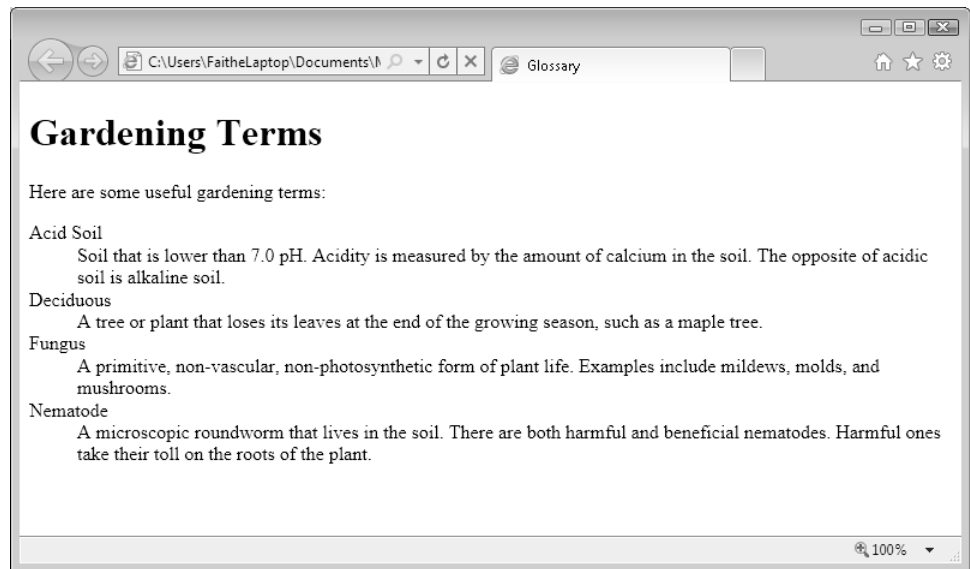 C:\Users\FaitheLaptop\Documents\M
Glossary
Gardening Terms
Here are some useful gardening terms:
Acid Soil
Soil that is lower than 7.0 pH. Acidity is measured by the amount of calcium in the soil. The opposite of acidic
soil is alkaline soil.
Deciduous
A tree or plant that loses its leaves at the end of the growing season, such as a maple tree.
Fungus
A primitive, non-vascular, non-photosynthetic form of plant life. Examples include mildews, molds, and
mushrooms.
Nematode
A microscopic roundworm that lives in the soil. There are both harmful and beneficial nematodes. Harmful ones
take their toll on the roots of the plant.
100%